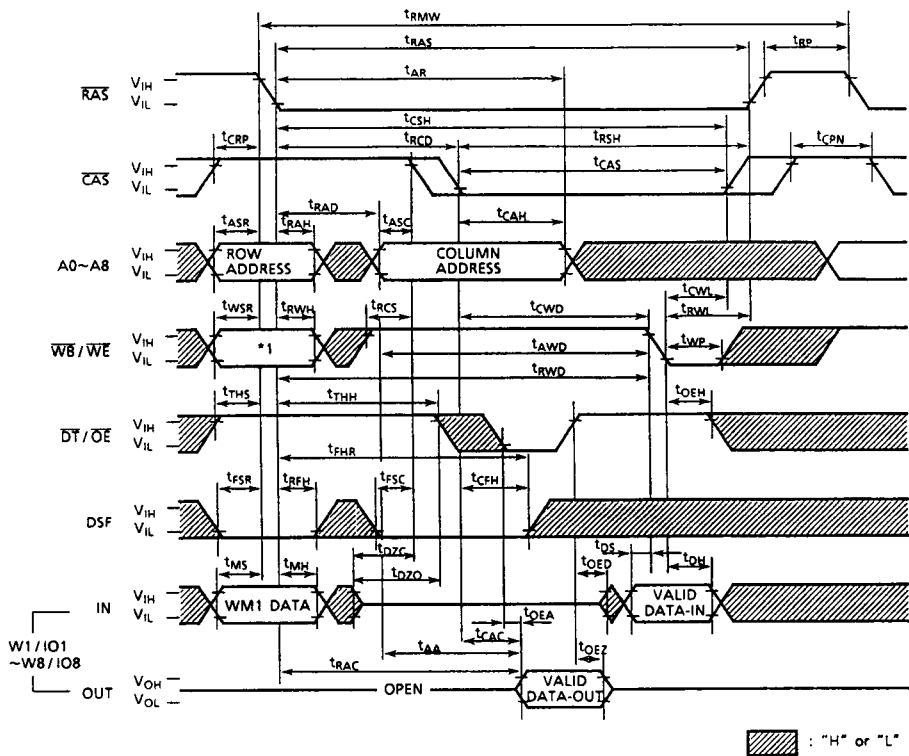 tRMW
tRAS
tRP
tAR
RAS
VIH
VIL
tCSH
tCRP
tRCD
tRSH
tCPN
CAS
VIH
VIL
tCAS
tRAD
tASR
tRAH
tASC
tCAH
A0~A8
VIH
VIL
ROW
ADDRESS
COLUMN
ADDRESS
tCWL
tWSR
tRWH
tRCS
tCWD
tRWL
WB/WE
VIH
VIL
*1
tWP
tAWD
tRWD
tTHS
tTHH
tOEH
DT/OE
VIH
VIL
tFHR
tFSR
tRFH
tFSC
tCFH
DSF
VIH
VIL
tDZC
tDS
tMS
tMH
tDZO
tOED
tDH
IN
VIH
VIL
WM1 DATA
VALID
DATA-IN
tOEA
tCAC
W1/IO1
~W8/IO8
tAA
tOEZ
tRAC
OUT
VOH
VOL
OPEN
VALID
DATA-OUT
: "H" or "L"